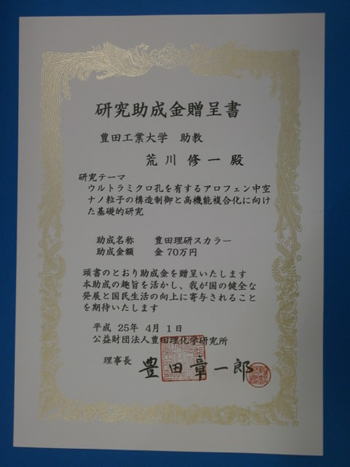 研究助成金贈呈書
豊田工業大学 助教
荒川 修一 殿
研究テーマ
ウルトラミクロ孔を有するアロフェン中空
ナノ粒子の構造制御と高機能複合化に向け
た基礎的研究
助成名称 豊田理研スカラー
助成金額 金70万円
頭書のとおり助成金を贈呈いたします
本助成の趣旨を活かし、我が国の健全な
発展と国民生活の向上に寄与されること
を期待いたします
平成 25年 4月 1日
公益財団法人豊田理化学研究所
理事長 豊田章一郎